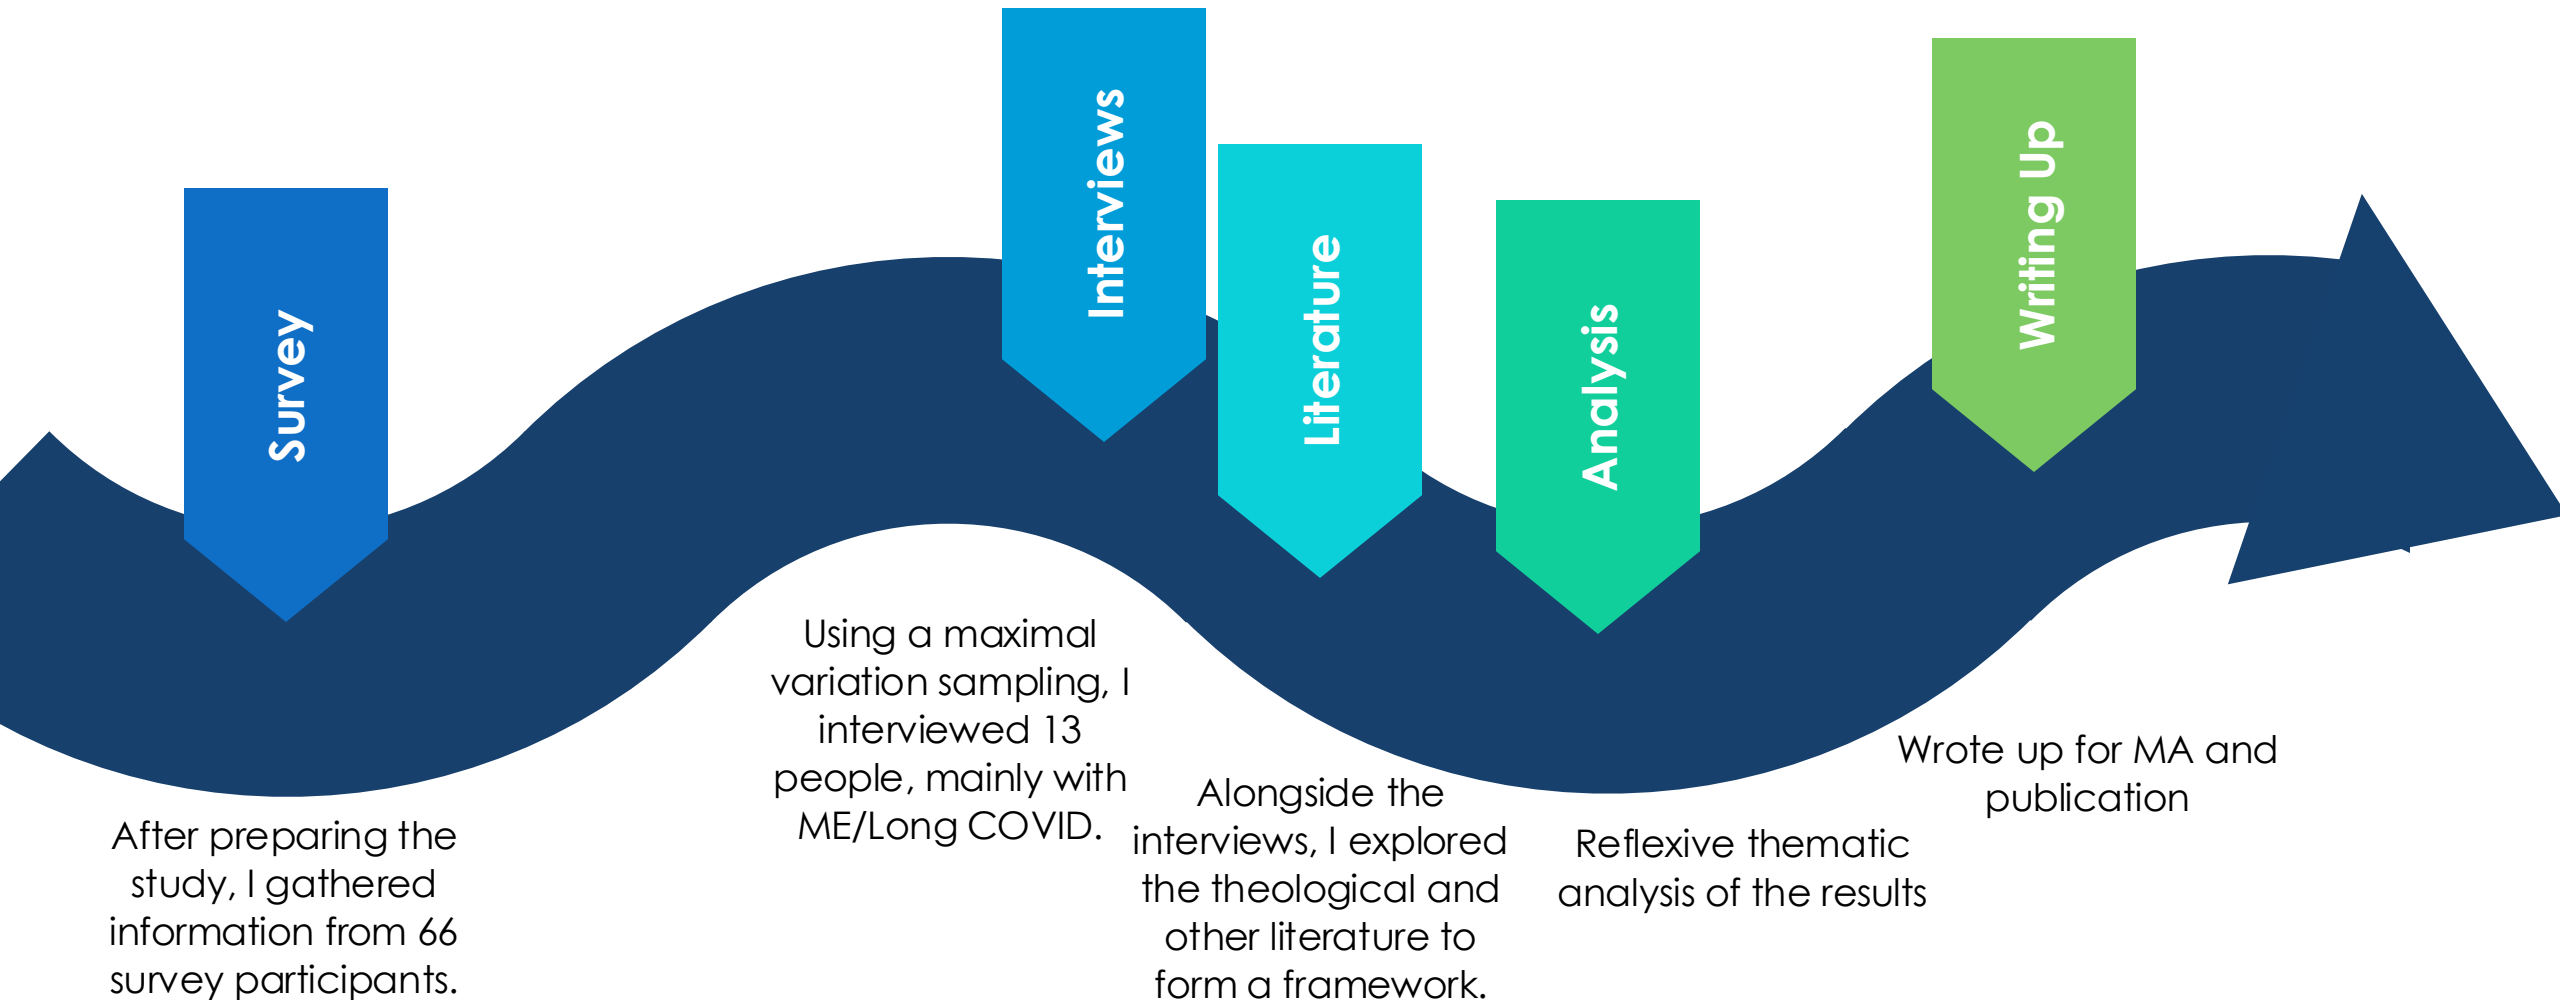 Survey
After preparing the
study, I gathered
information from 66
survey participants.
Interviews
Using a maximal
variation sampling, I
interviewed 13
people, mainly with
ME/Long COVID.
Literature
Alongside the
interviews, I explored
the theological and
other literature to
form a framework.
Analysis
Reflexive thematic
analysis of the results
Writing Up
Wrote up for MA and
publication